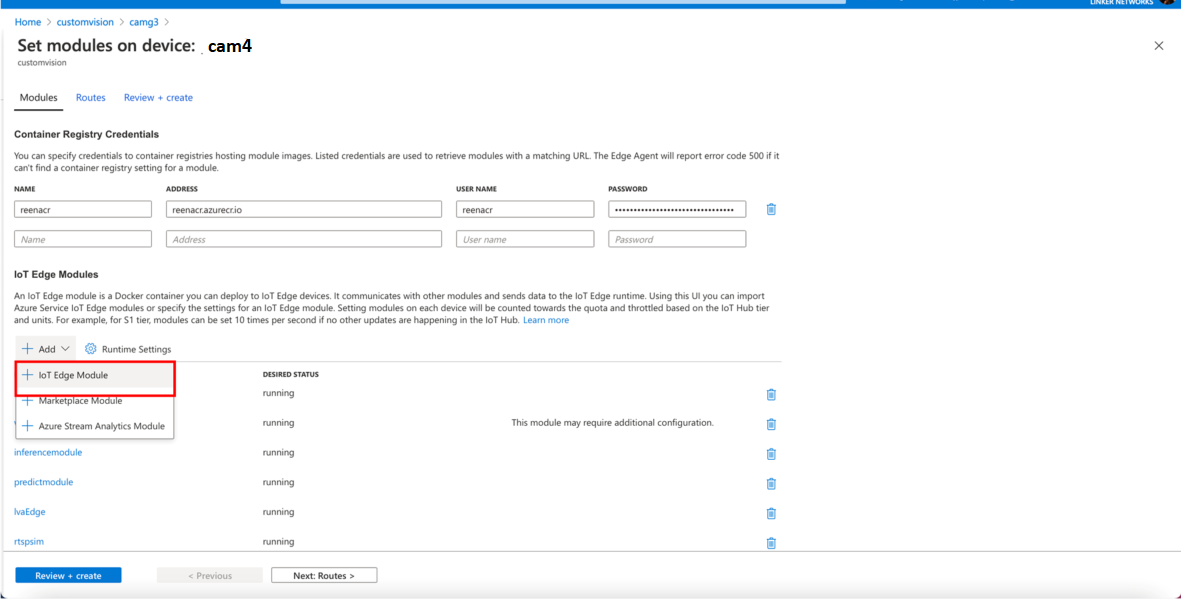 LINKER NETWORKS
Home > customvision > camg3 >
Set modules on device: cam4
customvision
Modules Routes Review + create
Container Registry Credentials
You can specify credentials to container registries hosting module images. Listed credentials are used to retrieve modules with a matching URL. The Edge Agent will report error code 500 if it
can't find a container registry setting for a module.
NAME ADDRESS USER NAME PASSWORD
reenacr reenacr.azurecr.io reenacr ••••••••••••••••••••••••••••••••
Name Address User name Password
IoT Edge Modules
An IoT Edge module is a Docker container you can deploy to IoT Edge devices. It communicates with other modules and sends data to the IoT Edge runtime. Using this UI you can import
Azure Service IoT Edge modules or specify the settings for an IoT Edge module. Setting modules on each device will be counted towards the quota and throttled based on the IoT Hub tier
and units. For example, for S1 tier, modules can be set 10 times per second if no other updates are happening in the IoT Hub. Learn more
+ Add Runtime Settings
+ IoT Edge Module DESIRED STATUS
running
+ Marketplace Module
running This module may require additional configuration.
+ Azure Stream Analytics Module
inferencemodule running
predictmodule running
lvaEdge running
rtspsim running
Review + create < Previous Next: Routes >